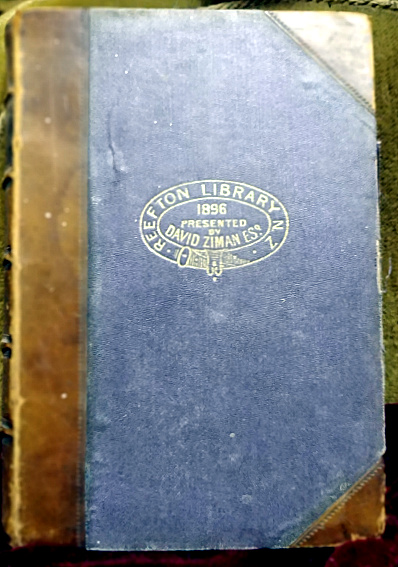 REEFTON LIBRARY N Z
1896
PRESENTED
BY
DAVID ZIMAN ESQ.